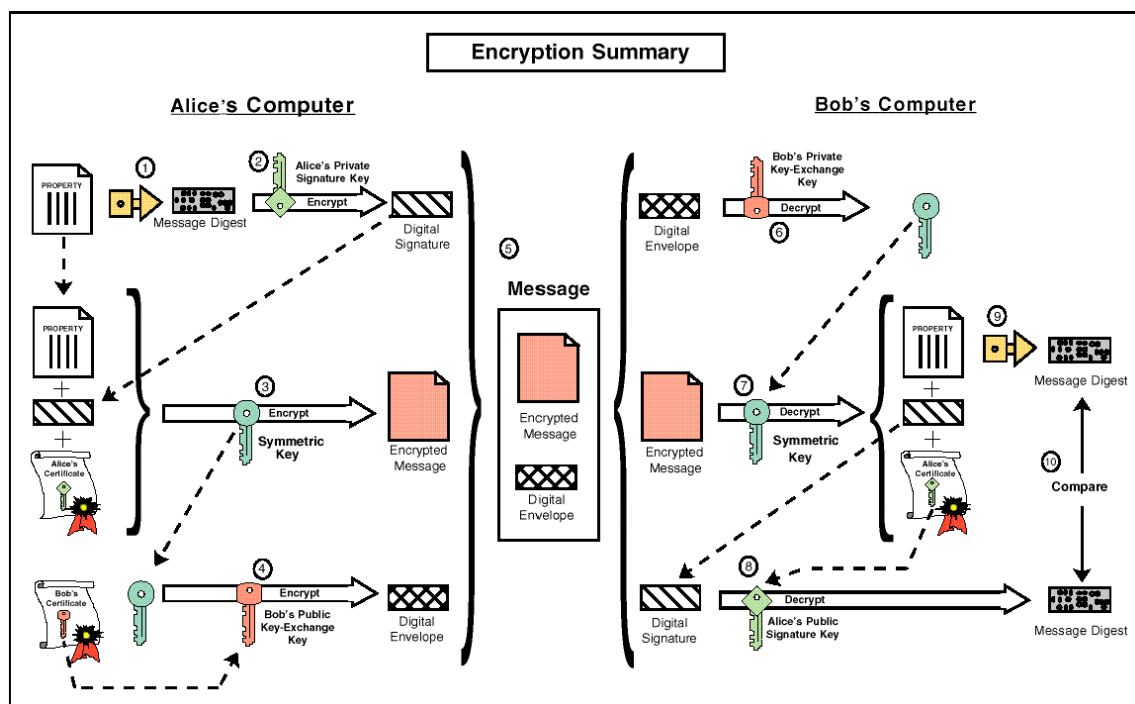 Encryption Summary
Alice's Computer
Bob's Computer
PROPERTY
1
Message Digest
2
Alice's Private
Signature Key
Encrypt
Digital
Signature
PROPERTY
+
+
Alice's
Certificate
3
Encrypt
Symmetric
Key
Encrypted
Message
Bob's
Certificate
4
Encrypt
Bob's Public
Key-Exchange
Key
Digital
Envelope
5
Message
Encrypted
Message
Digital
Envelope
Digital
Envelope
Bob's Private
Key-Exchange
Key
Decrypt
6
Encrypted
Message
7
Decrypt
Symmetric
Key
PROPERTY
+
+
Alice's
Certificate
9
Message Digest
10
Compare
Digital
Signature
8
Decrypt
Alice's Public
Signature Key
Message Digest